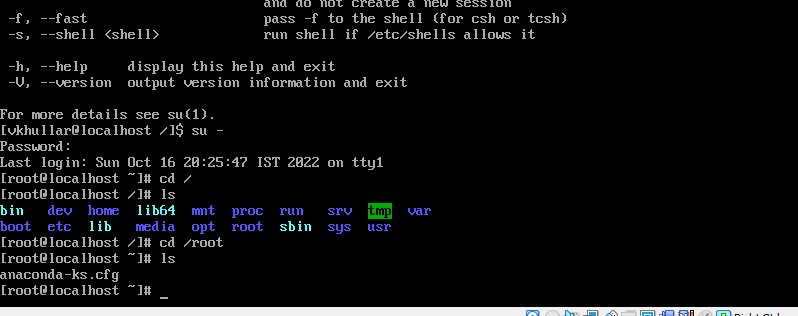 and do not create a new session
-f, --fast pass -f to the shell (for csh or tcsh)
-s, --shell <shell> run shell if /etc/shells allows it
-h, --help display this help and exit
-V, --version output version information and exit
For more details see su(1).
[vkhullar@localhost /]$ su -
Password:
Last login: Sun Oct 16 20:25:47 IST 2022 on tty1
[root@localhost ~]# cd /
[root@localhost /]# ls
bin dev home lib64 mnt proc run srv tmp var
boot etc lib media opt root sbin sys usr
[root@localhost /]# cd /root
[root@localhost ~]# ls
anaconda-ks.cfg
[root@localhost ~]# _